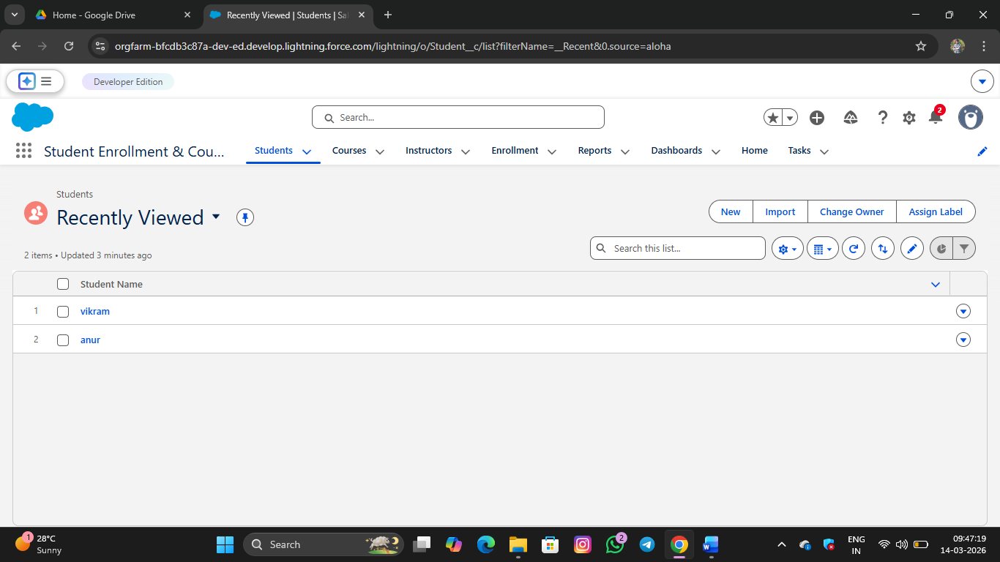 Home - Google Drive
Recently Viewed | Students | Sa
orgfarm-bfcdb3c87a-dev-ed.develop.lightning.force.com/lightning/o/Student__c/list?filterName=__Recent&0.source=aloha
Developer Edition
Search...
2
Student Enrollment & Cou...
Students
Courses
Instructors
Enrollment
Reports
Dashboards
Home
Tasks
Students
Recently Viewed
New
Import
Change Owner
Assign Label
2 items • Updated 3 minutes ago
Search this list...
Student Name
1 vikram
2 anur
1
28°C
Sunny
Search
2
ENG
IN
09:47:19
14-03-2026